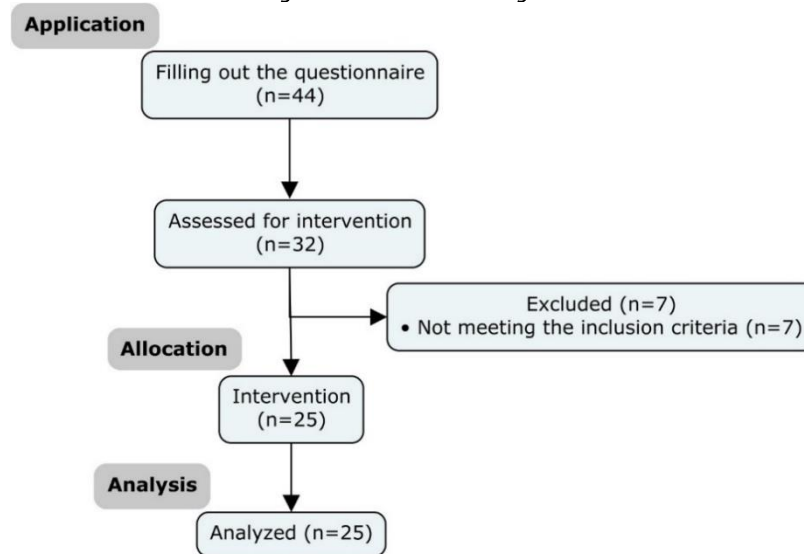 Application
Filling out the questionnaire
(n=44)
Assessed for intervention
(n=32)
Excluded (n=7)
• Not meeting the inclusion criteria (n=7)
Allocation
Intervention
(n=25)
Analysis
Analyzed (n=25)